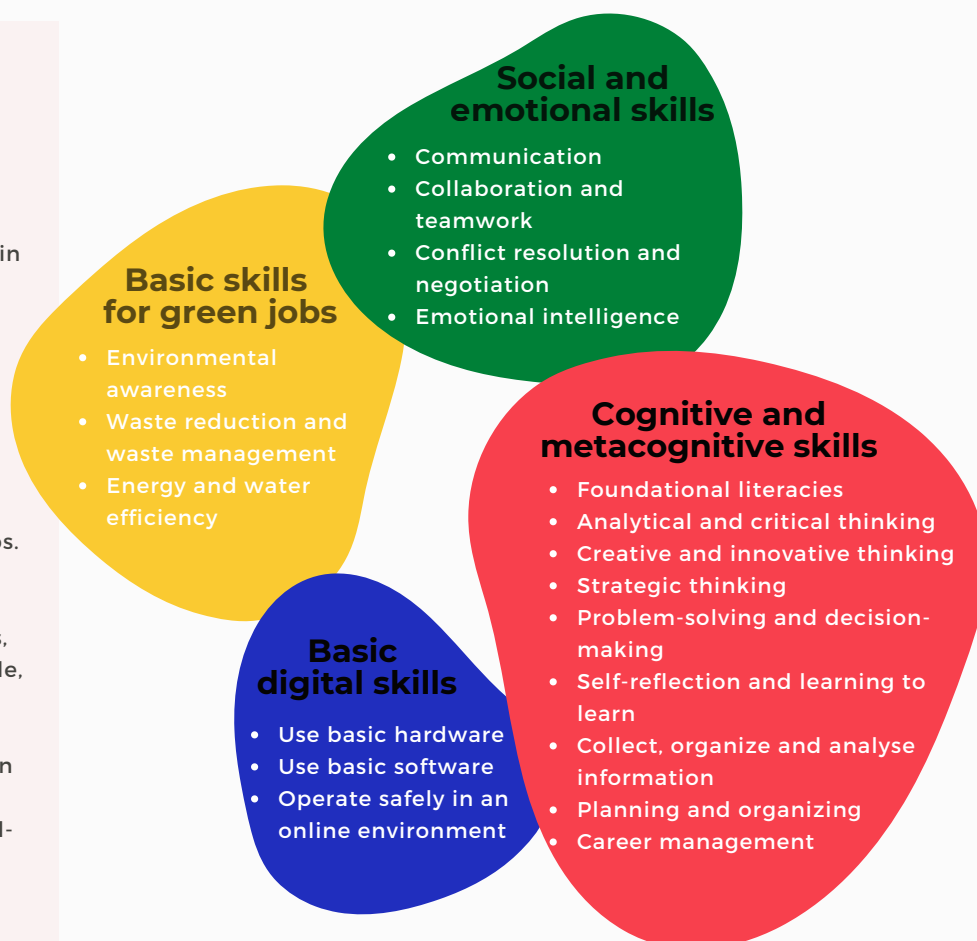 in
s.
s,
le,
n
l-
Social and
emotional skills
• Communication
• Collaboration and
teamwork
• Conflict resolution and
negotiation
• Emotional intelligence
Basic skills
for green jobs
• Environmental
awareness
• Waste reduction and
waste management
• Energy and water
efficiency
Cognitive and
metacognitive skills
• Foundational literacies
• Analytical and critical thinking
• Creative and innovative thinking
• Strategic thinking
• Problem-solving and decision-
making
• Self-reflection and learning to
learn
• Collect, organize and analyse
information
• Planning and organizing
• Career management
Basic
digital skills
• Use basic hardware
• Use basic software
• Operate safely in an
online environment